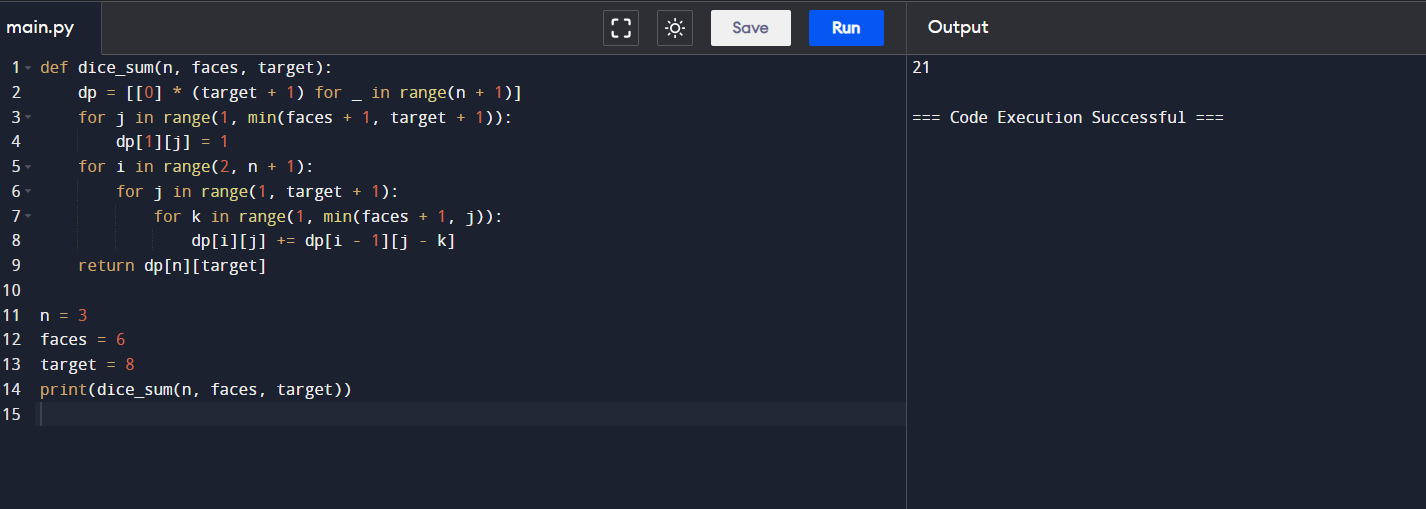 main.py
Save
Run
Output
1 def dice_sum(n, faces, target):
2     dp = [[0] * (target + 1) for _ in range(n + 1)]
3     for j in range(1, min(faces + 1, target + 1)):
4         dp[1][j] = 1
5     for i in range(2, n + 1):
6         for j in range(1, target + 1):
7             for k in range(1, min(faces + 1, j)):
8                 dp[i][j] += dp[i - 1][j - k]
9     return dp[n][target]
10
11 n = 3
12 faces = 6
13 target = 8
14 print(dice_sum(n, faces, target))
15
21
=== Code Execution Successful ===